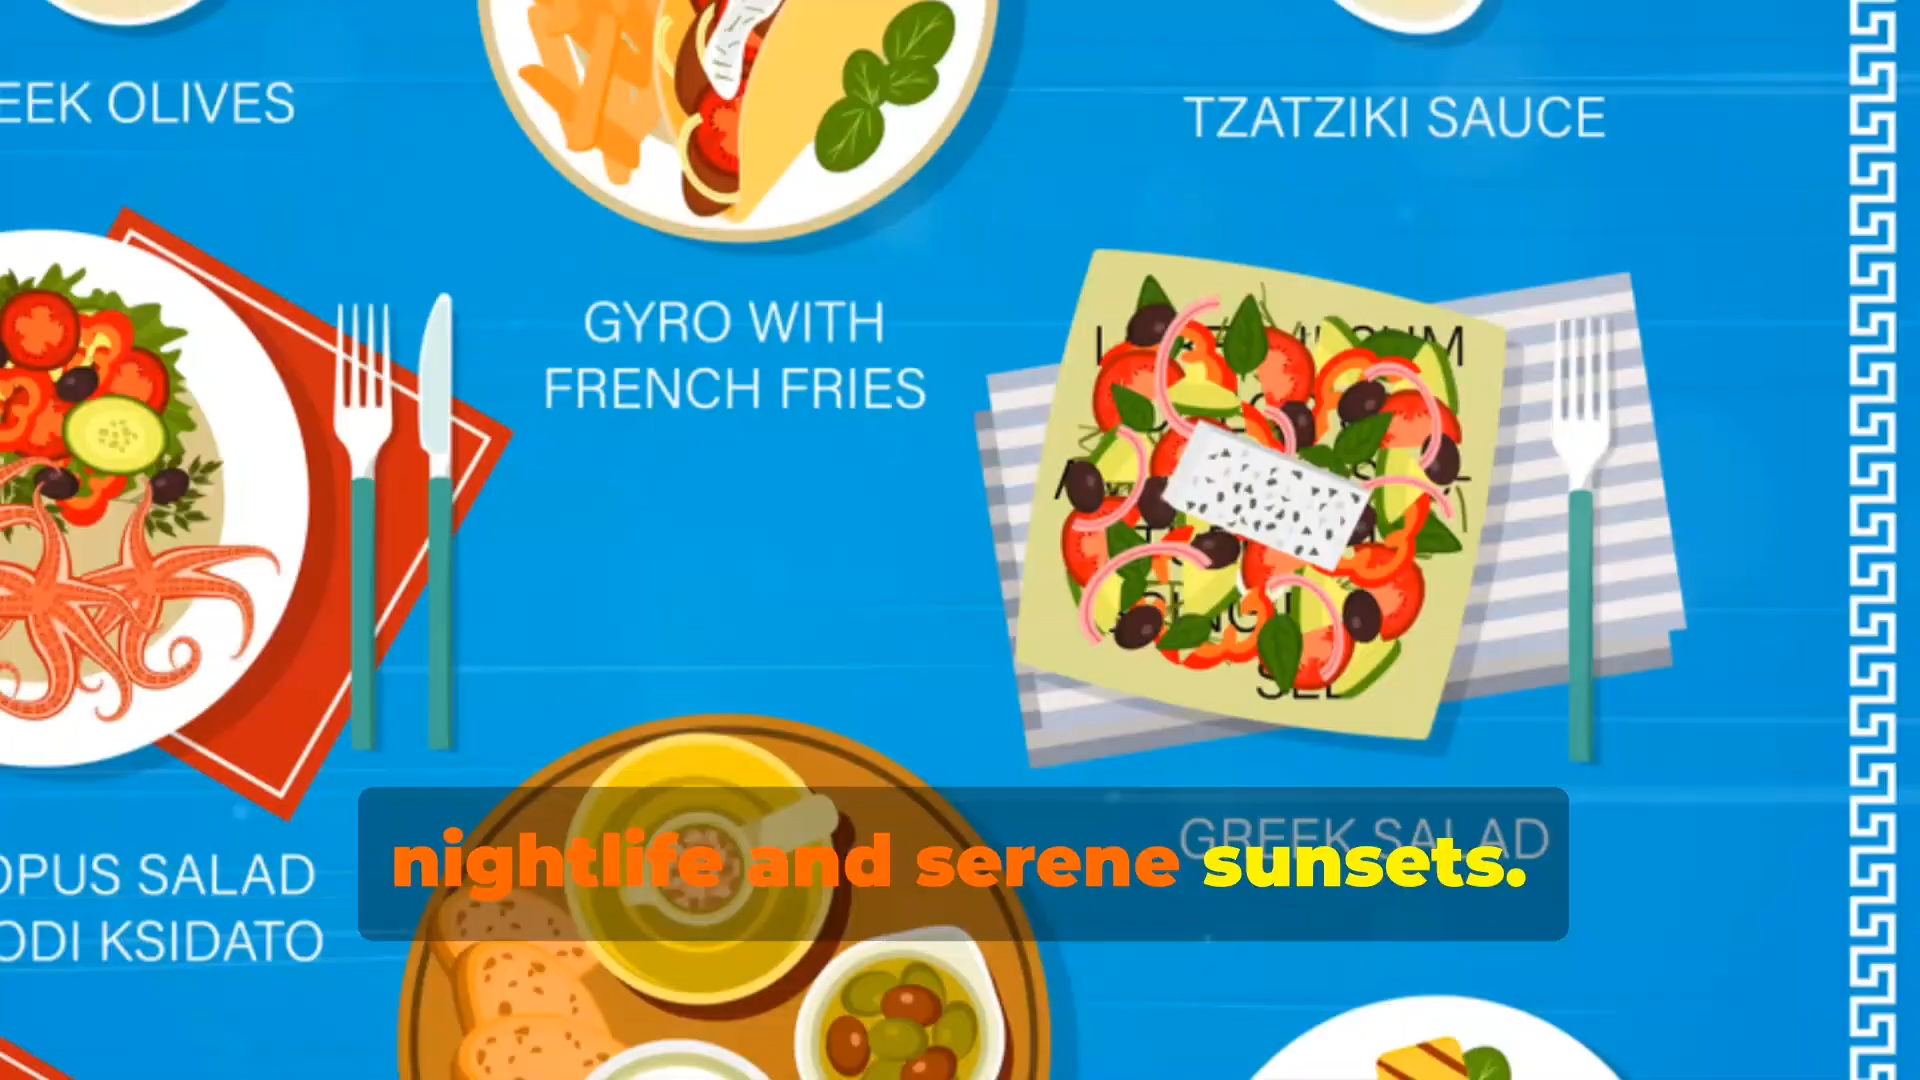 EEK OLIVES
TZATZIKI SAUCE
GYRO WITH
FRENCH FRIES
OPUS SALAD
ODI KSIDATO
GREEK SALAD
nightlife and serene sunsets.